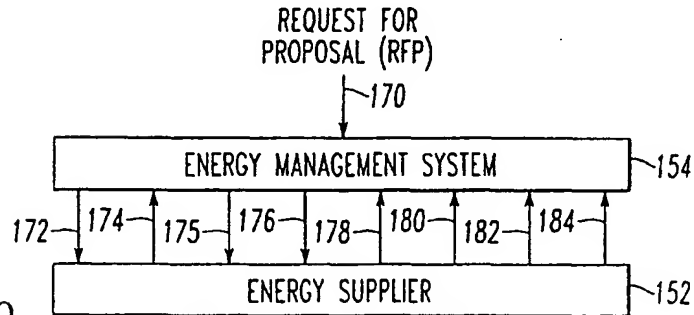 REQUEST FOR
PROPOSAL (RFP)
170
ENERGY MANAGEMENT SYSTEM
154
172
174
175
176
178
180
182
184
ENERGY SUPPLIER
152